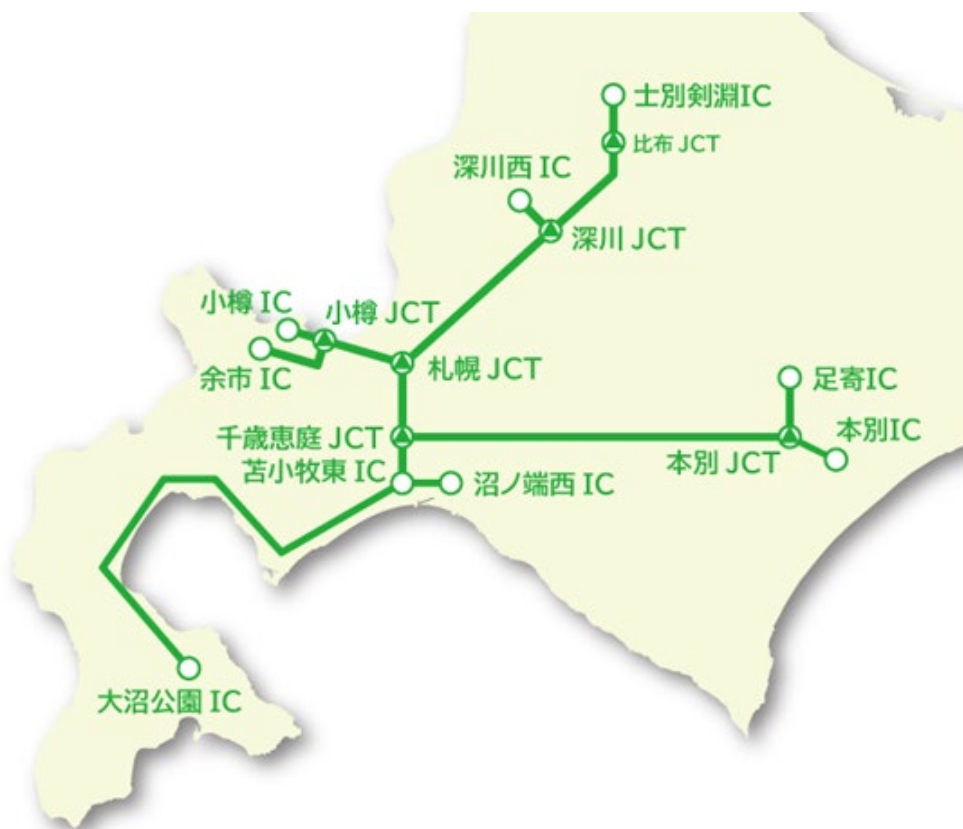 士別剣淵IC
比布 JCT
深川西 IC
深川 JCT
小樽 IC
小樽 JCT
余市 IC
札幌 JCT
足寄IC
千歳恵庭 JCT
本別 JCT
本別IC
苫小牧東 IC
沼ノ端西 IC
大沼公園 IC